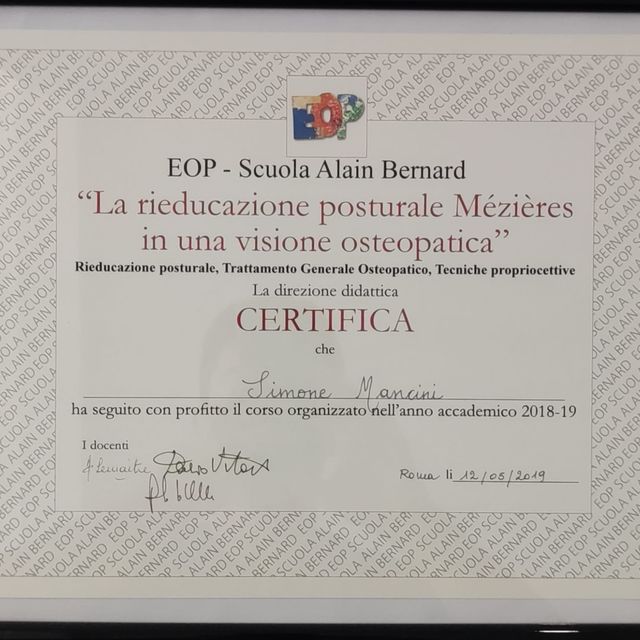 EOP
EOP - Scuola Alain Bernard
“La rieducazione posturale Mézières
in una visione osteopatica”
Rieducazione posturale, Trattamento Generale Osteopatico, Tecniche propriocettive
La direzione didattica
CERTIFICA
che
Simone Mancini
ha seguito con profitto il corso organizzato nell'anno accademico 2018-19
I docenti
Roma li 12/05/2019